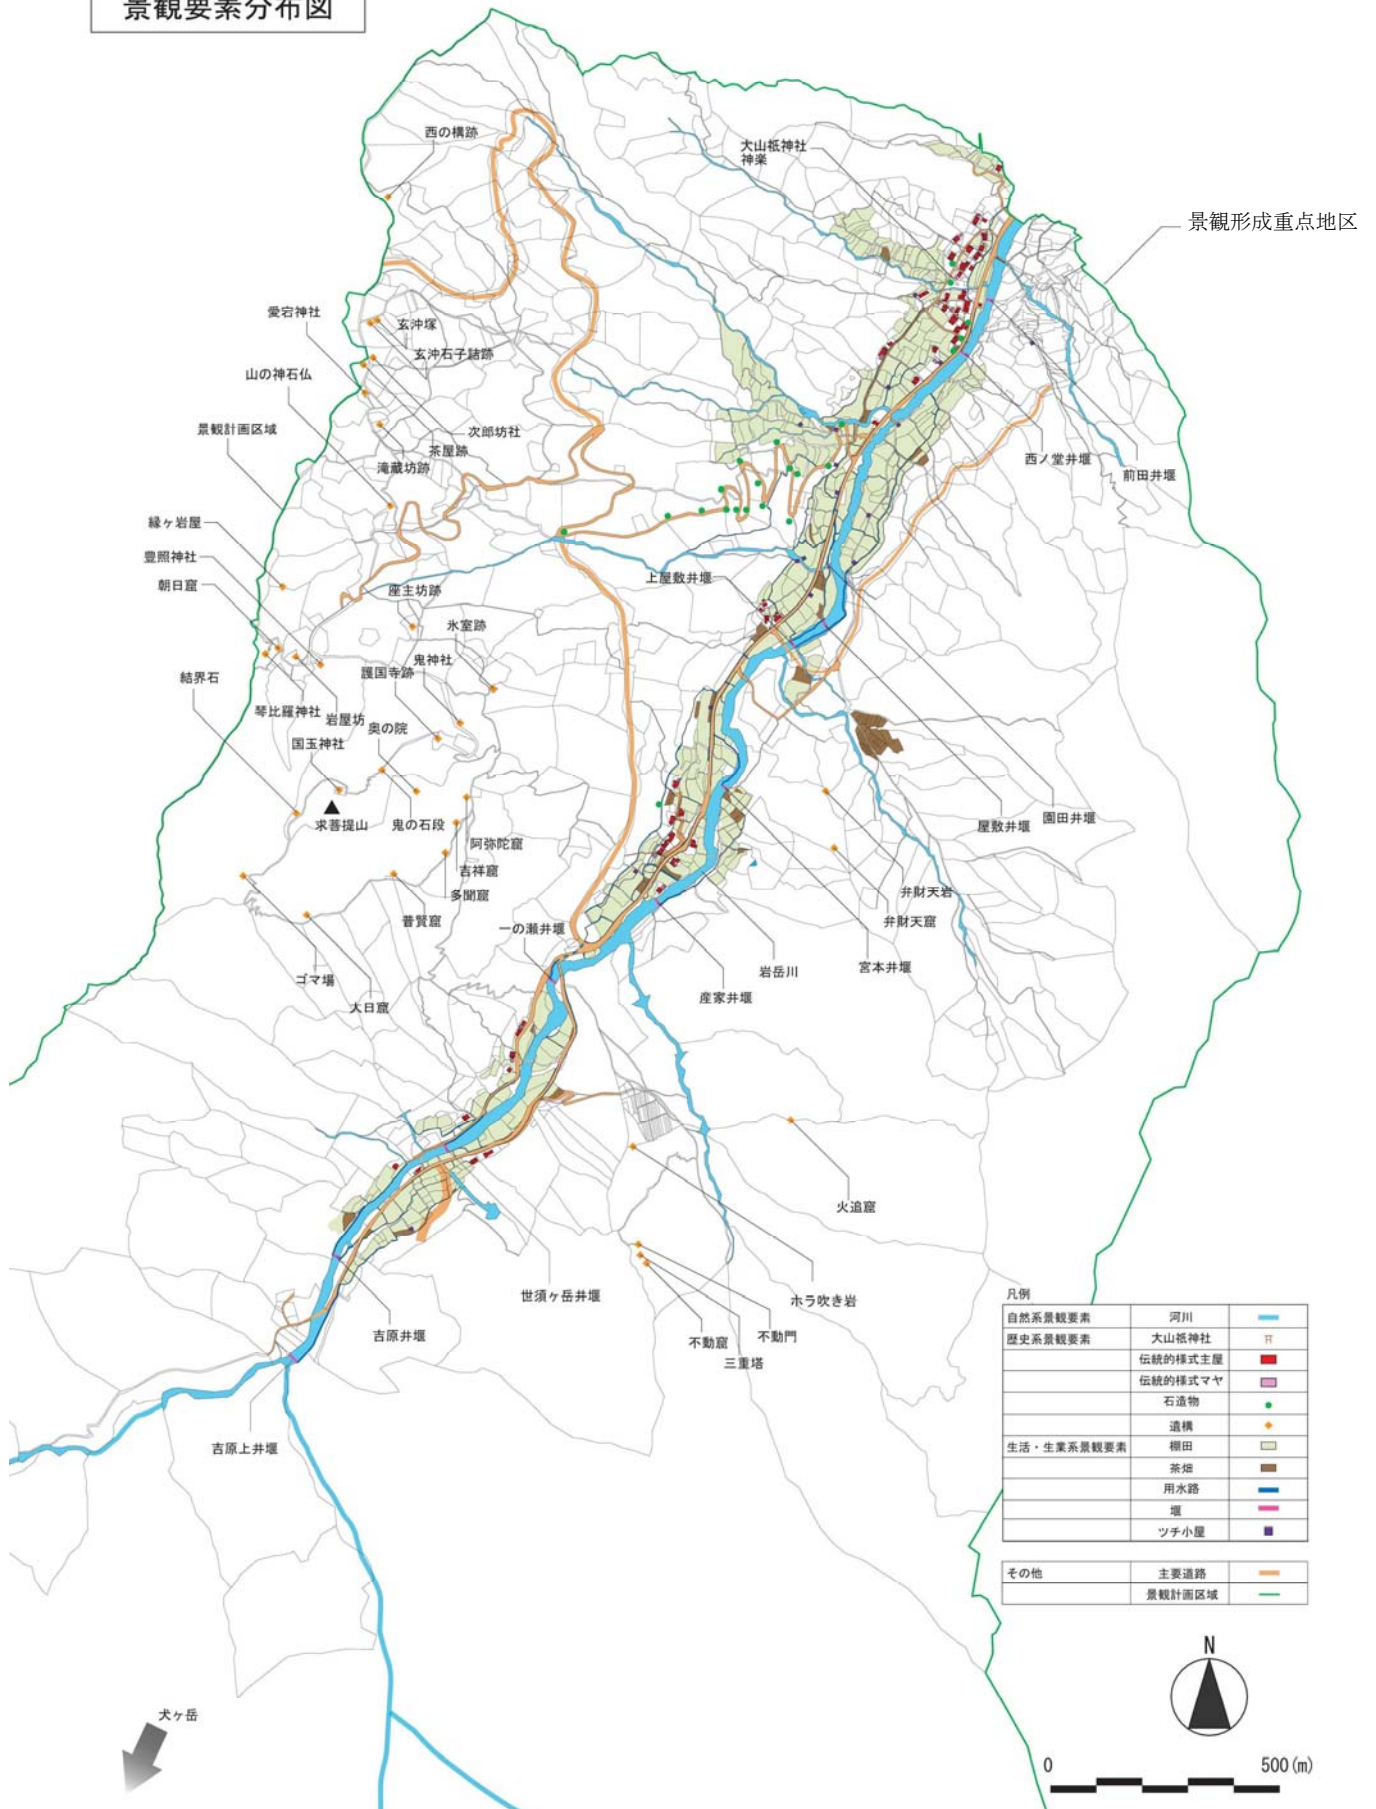 景観要素分布図
西の構跡
大山祇神社
神楽
景観形成重点地区
愛宕神社
玄沖塚
玄沖石子詰跡
山の神石仏
景観計画区域
次郎坊社
茶屋跡
滝蔵坊跡
西ノ堂井堰
前田井堰
縁ヶ岩屋
豊照神社
朝日窟
座主坊跡
上屋敷井堰
氷室跡
鬼神社
護国寺跡
結界石
琴比羅神社
岩屋坊
奥の院
国玉神社
求菩提山
鬼の石段
阿弥陀窟
吉祥窟
多聞窟
普賢窟
屋敷井堰
園田井堰
弁財天岩
弁財天窟
宮本井堰
岩岳川
産家井堰
一の瀬井堰
ゴマ場
大日窟
火追窟
ホラ吹き岩
世須ヶ岳井堰
不動窟
不動門
三重塔
吉原井堰
吉原上井堰
犬ヶ岳
凡例
自然系景観要素 河川
歴史系景観要素 大山祇神社
伝統的様式主屋
伝統的様式マヤ
石造物
遺構
生活・生業系景観要素 棚田
茶畑
用水路
堰
ツチ小屋
その他 主要道路
景観計画区域
N
0 500(m)